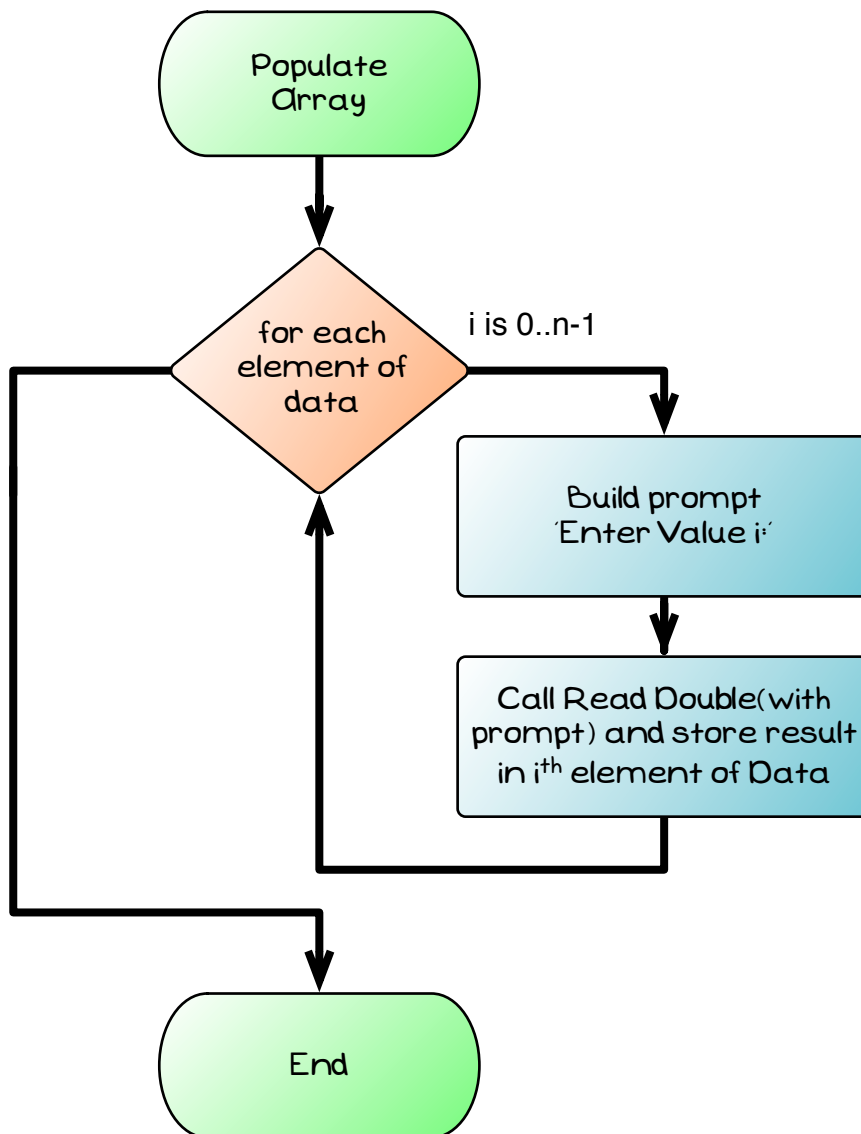 Populate
Array
for each
element of
data
i is 0..n-1
Build prompt
'Enter Value i:'
Call Read Double(with
prompt) and store result
in iᵗʰ element of Data
End